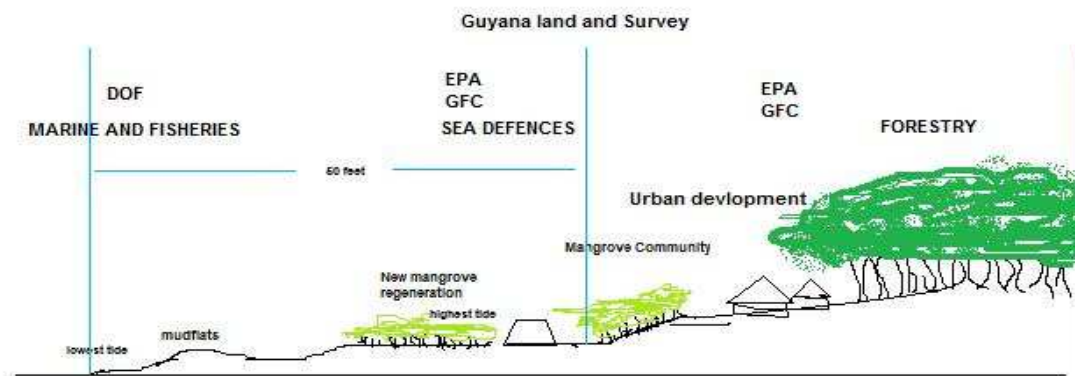 Guyana land and Survey
DOF
MARINE AND FISHERIES
EPA
GFC
SEA DEFENCES
EPA
GFC
FORESTRY
50 feet
Urban devlopment
Mangrove Community
New mangrove
regeneration
highest tide
mudflats
lowest tide